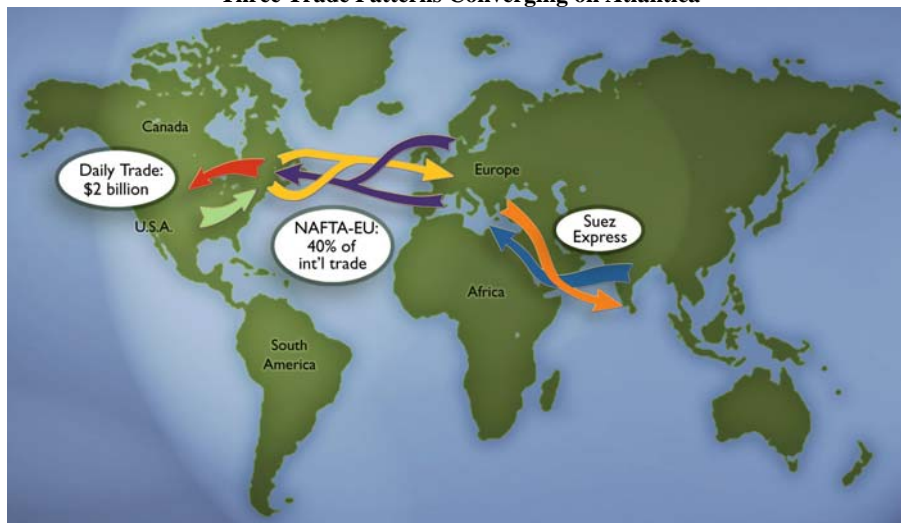 Three Trade Patterns Converging on Atlantica
Canada
Daily Trade:
$2 billion
U.S.A.
Europe
NAFTA-EU:
40% of
int'l trade
Suez
Express
Africa
South
America